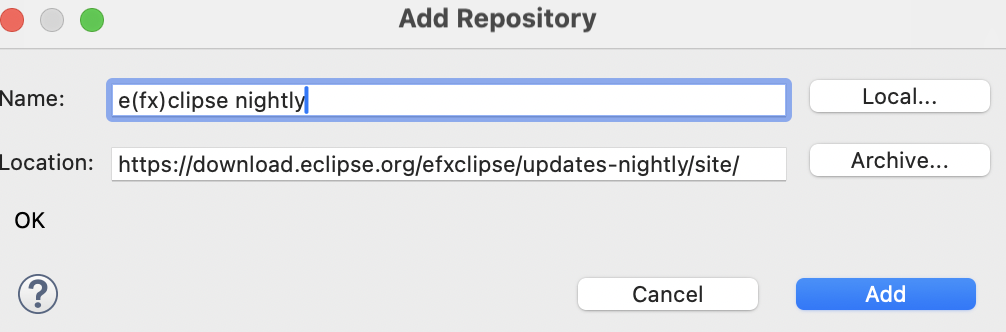 Add Repository
Name: e(fx)clipse nightly Local...
Location: https://download.eclipse.org/efxclipse/updates-nightly/site/ Archive...
OK
? Cancel Add